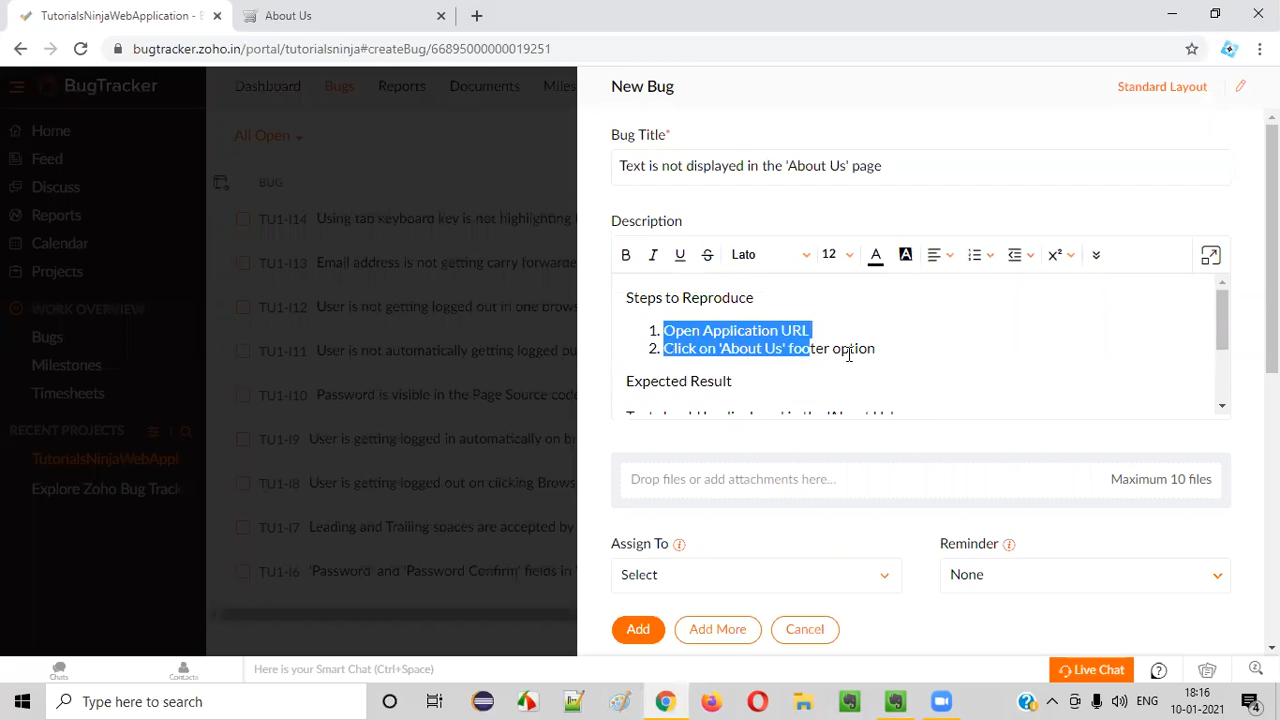 TutorialsNinjaWebApplication - B
About Us
bugtracker.zoho.in/portal/tutorialsninja#createBug/66895000000019251
BugTracker
Home
Feed
Discuss
Reports
Calendar
Projects
WORK OVERVIEW
Bugs
Milestones
Timesheets
RECENT PROJECTS
TutorialsNinjaWebAppl
Explore Zoho Bug Track
Dashboard Bugs Reports Documents Miles
All Open
BUG
TU1-I14 Using tab keyboard key is not highlighting
TU1-I13 Email address is not getting carry forwarde
TU1-I12 User is not getting logged out in one brows
TU1-I11 User is not automatically getting logged ou
TU1-I10 Password is visible in the Page Source code
TU1-I9 User is getting logged in automatically on br
TU1-I8 User is getting logged out on clicking Brows
TU1-I7 Leading and Trailing spaces are accepted by
TU1-I6 'Password' and 'Password Confirm' fields in '
New Bug
Standard Layout
Bug Title*
Text is not displayed in the 'About Us' page
Description
B I U S Lato 12 A A X²
Steps to Reproduce
1. Open Application URL
2. Click on 'About Us' footer option
Expected Result
Drop files or add attachments here... Maximum 10 files
Assign To
Reminder
Select
None
Add
Add More
Cancel
Chats
Contacts
Here is your Smart Chat (Ctrl+Space)
Live Chat
Type here to search
ENG
18:16
10-01-2021
4